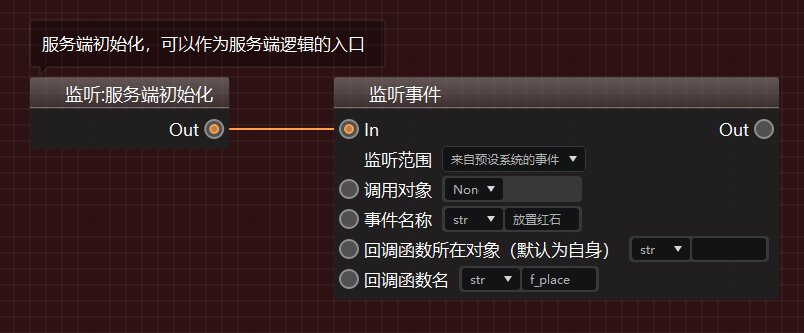 服务端初始化，可以作为服务端逻辑的入口
监听:服务端初始化
Out
监听事件
In
Out
监听范围 来自预设系统的事件
调用对象 Non
事件名称 str 放置红石
回调函数所在对象（默认为自身） str
回调函数名 str f_place